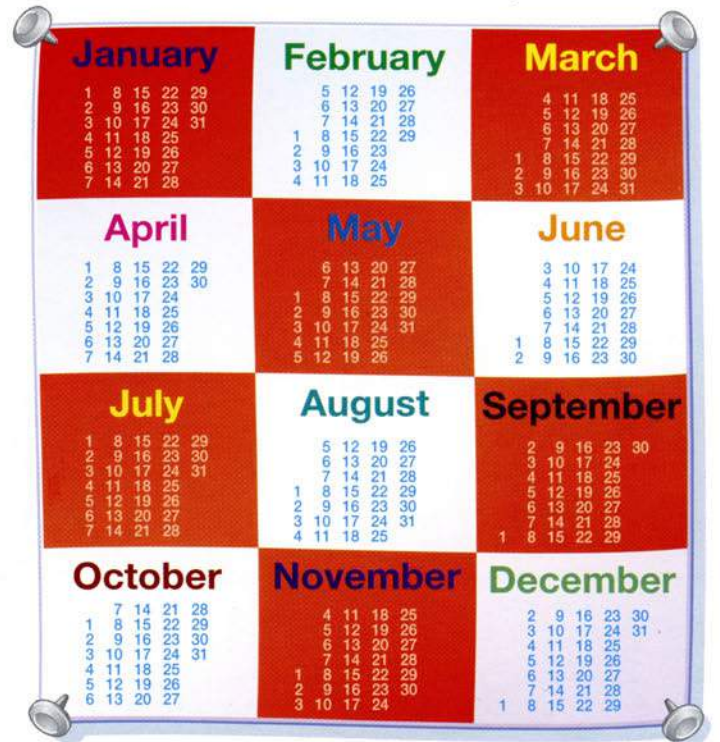 January
1 8 15 22 29
2 9 16 23 30
3 10 17 24 31
4 11 18 25
5 12 19 26
6 13 20 27
7 14 21 28
February
5 12 19 26
6 13 20 27
7 14 21 28
1 8 15 22 29
2 9 16 23
3 10 17 24
4 11 18 25
March
4 11 18 25
5 12 19 26
6 13 20 27
7 14 21 28
1 8 15 22 29
2 9 16 23 30
3 10 17 24 31
April
1 8 15 22 29
2 9 16 23 30
3 10 17 24
4 11 18 25
5 12 19 26
6 13 20 27
7 14 21 28
May
6 13 20 27
7 14 21 28
1 8 15 22 29
2 9 16 23 30
3 10 17 24 31
4 11 18 25
5 12 19 26
June
3 10 17 24
4 11 18 25
5 12 19 26
6 13 20 27
7 14 21 28
1 8 15 22 29
2 9 16 23 30
July
1 8 15 22 29
2 9 16 23 30
3 10 17 24 31
4 11 18 25
5 12 19 26
6 13 20 27
7 14 21 28
August
5 12 19 26
6 13 20 27
7 14 21 28
1 8 15 22 29
2 9 16 23 30
3 10 17 24 31
4 11 18 25
September
2 9 16 23 30
3 10 17 24
4 11 18 25
5 12 19 26
6 13 20 27
7 14 21 28
1 8 15 22 29
October
7 14 21 28
1 8 15 22 29
2 9 16 23 30
3 10 17 24 31
4 11 18 25
5 12 19 26
6 13 20 27
November
4 11 18 25
5 12 19 26
6 13 20 27
7 14 21 28
1 8 15 22 29
2 9 16 23 30
3 10 17 24
December
2 9 16 23 30
3 10 17 24 31
4 11 18 25
5 12 19 26
6 13 20 27
7 14 21 28
1 8 15 22 29